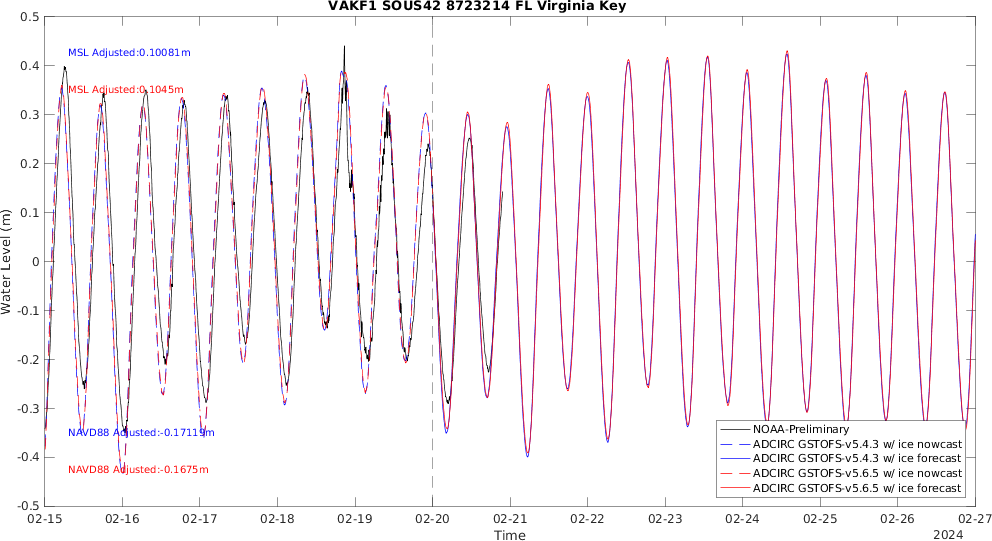 VAKF1 SOUS42 8723214 FL Virginia Key
0.5
0.4
0.3
0.2
0.1
0
-0.1
-0.2
-0.3
-0.4
-0.5
Water Level (m)
MSL Adjusted:0.10081m
MSL Adjusted:0.1045m
NAVD88 Adjusted:-0.17119m
NAVD88 Adjusted:-0.1675m
NOAA-Preliminary
ADCIRC GSTOFS-v5.4.3 w/ ice nowcast
ADCIRC GSTOFS-v5.4.3 w/ ice forecast
ADCIRC GSTOFS-v5.6.5 w/ ice nowcast
ADCIRC GSTOFS-v5.6.5 w/ ice forecast
02-15 02-16 02-17 02-18 02-19 02-20 02-21 02-22 02-23 02-24 02-25 02-26 02-27
Time
2024